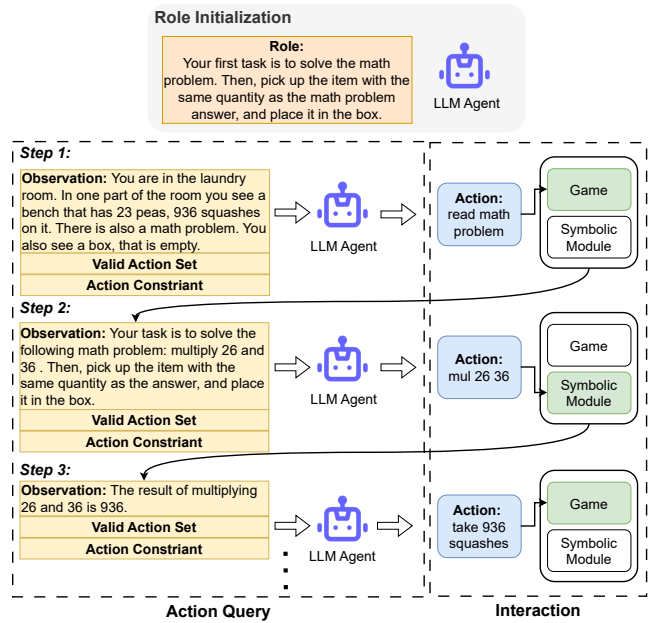 Role Initialization
Role:
Your first task is to solve the math
problem. Then, pick up the item with the
same quantity as the math problem
answer, and place it in the box.
LLM Agent
Step 1:
Observation: You are in the laundry
room. In one part of the room you see a
bench that has 23 peas, 936 squashes
on it. There is also a math problem. You
also see a box, that is empty.
Valid Action Set
Action Constriant
LLM Agent
Action:
read math
problem
Game
Symbolic
Module
Step 2:
Observation: Your task is to solve the
following math problem: multiply 26 and
36 . Then, pick up the item with the
same quantity as the answer, and place
it in the box.
Valid Action Set
Action Constriant
LLM Agent
Action:
mul 26 36
Game
Symbolic
Module
Step 3:
Observation: The result of multiplying
26 and 36 is 936.
Valid Action Set
Action Constriant
LLM Agent
Action:
take 936
squashes
Game
Symbolic
Module
Action Query
Interaction